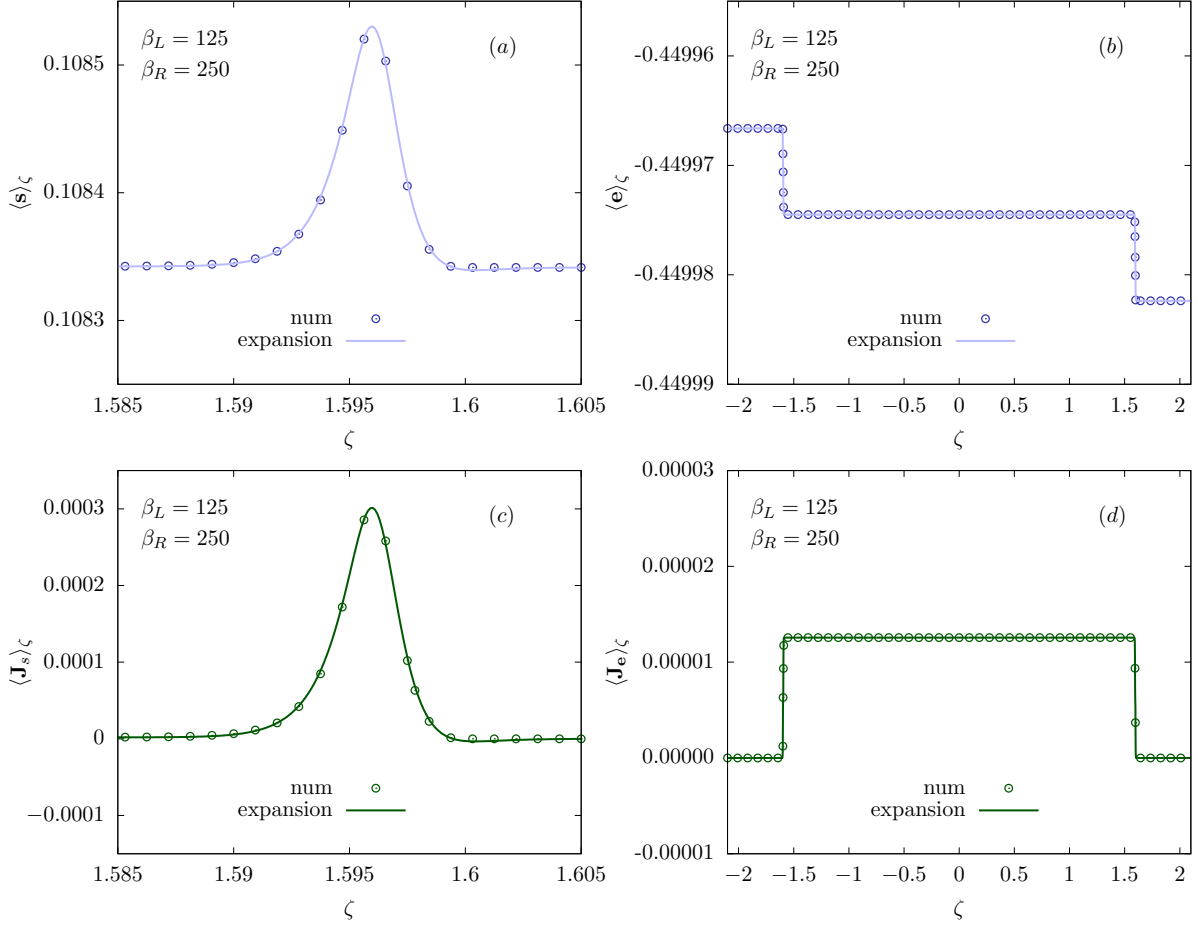 β_L = 125
β_R = 250
(a)
⟨s⟩_ζ
0.1085
0.1084
0.1083
num
expansion
1.585 1.59 1.595 1.6 1.605
ζ
β_L = 125
β_R = 250
(b)
⟨e⟩_ζ
-0.44996
-0.44997
-0.44998
-0.44999
num
expansion
−2 −1.5 −1 −0.5 0 0.5 1 1.5 2
ζ
β_L = 125
β_R = 250
(c)
⟨J_s⟩_ζ
0.0003
0.0002
0.0001
0
−0.0001
num
expansion
1.585 1.59 1.595 1.6 1.605
ζ
β_L = 125
β_R = 250
(d)
⟨J_e⟩_ζ
0.00003
0.00002
0.00001
0.00000
-0.00001
num
expansion
−2 −1.5 −1 −0.5 0 0.5 1 1.5 2
ζ